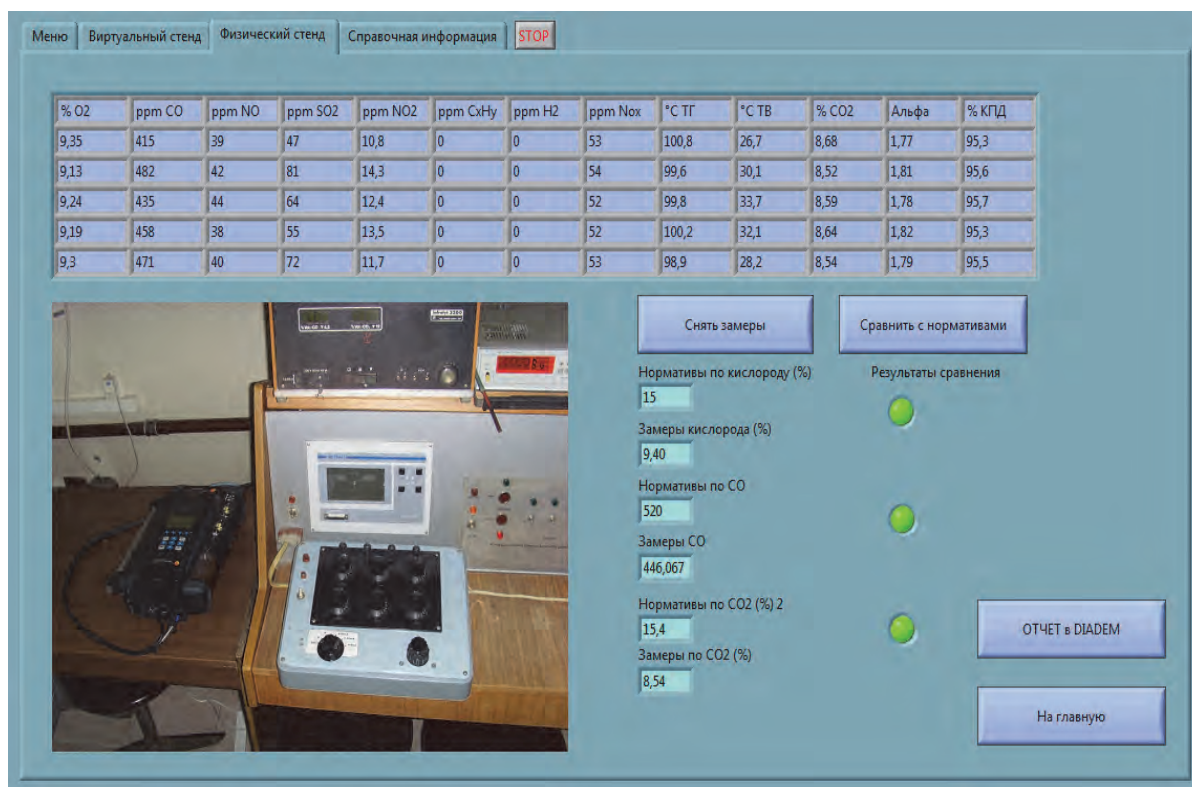 Меню Виртуальный стенд Физический стенд Справочная информация STOP
% O2 ppm CO ppm NO ppm SO2 ppm NO2 ppm CxHy ppm H2 ppm Nox °C ТГ °C ТВ % CO2 Альфа % КПД
9,35 415 39 47 10,8 0 0 53 100,8 26,7 8,68 1,77 95,3
9,13 482 42 81 14,3 0 0 54 99,6 30,1 8,52 1,81 95,6
9,24 435 44 64 12,4 0 0 52 99,8 33,7 8,59 1,78 95,7
9,19 458 38 55 13,5 0 0 52 100,2 32,1 8,64 1,82 95,3
9,3 471 40 72 11,7 0 0 53 98,9 28,2 8,54 1,79 95,5
Снять замеры Сравнить с нормативами
Нормативы по кислороду (%) Результаты сравнения
15
Замеры кислорода (%)
9,40
Нормативы по СО
520
Замеры СО
446,067
Нормативы по СО2 (%) 2
15,4
Замеры по СО2 (%)
8,54
ОТЧЕТ в DIADEM
На главную